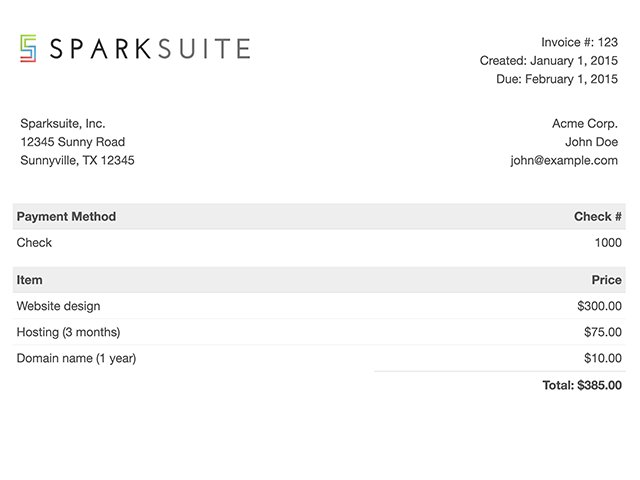 SPARKSUITE
Invoice #: 123
Created: January 1, 2015
Due: February 1, 2015
Sparksuite, Inc.
12345 Sunny Road
Sunnyville, TX 12345
Acme Corp.
John Doe
john@example.com
Payment Method Check #
Check 1000
Item Price
Website design $300.00
Hosting (3 months) $75.00
Domain name (1 year) $10.00
Total: $385.00